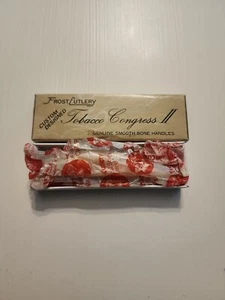 FROST CUTLERY
CUSTOM
DESIGNED
Tobacco Congress II
GENUINE SMOOTH BONE HANDLES